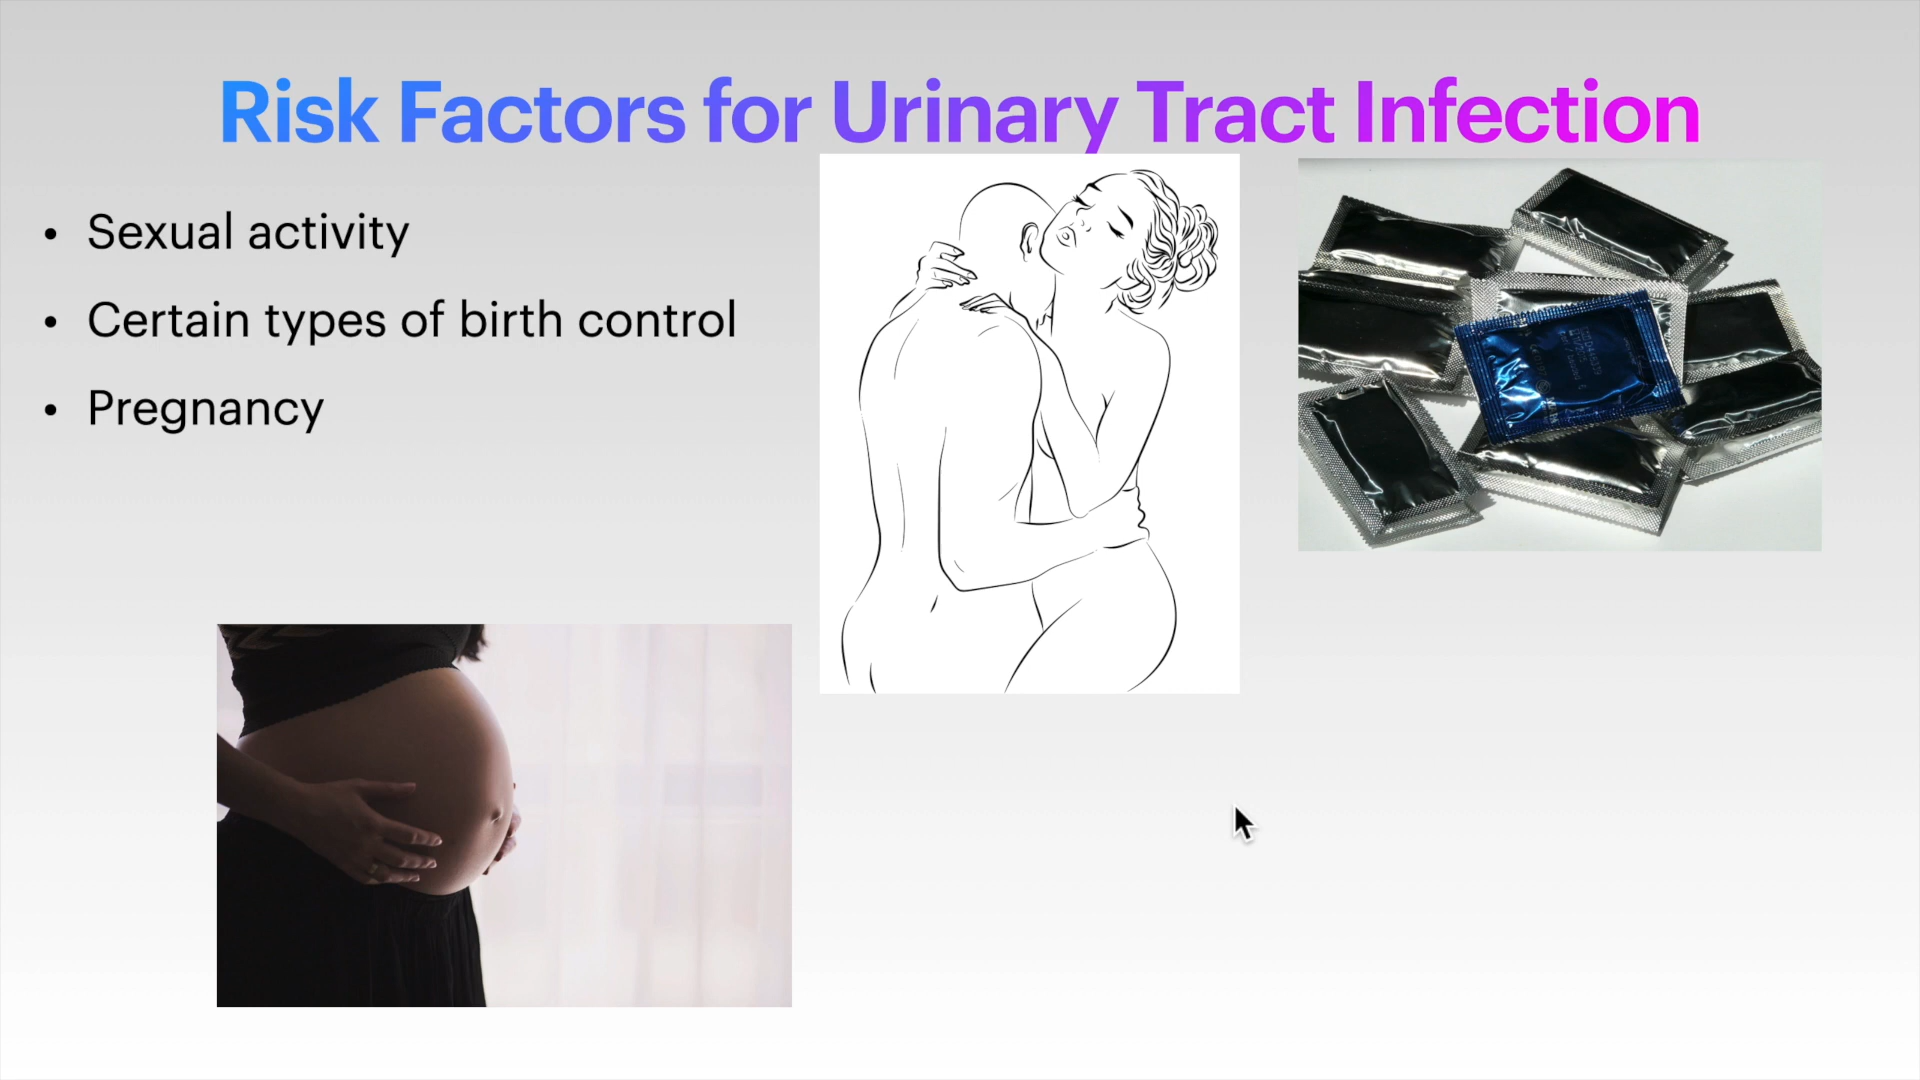 Risk Factors for Urinary Tract Infection
• Sexual activity
• Certain types of birth control
• Pregnancy